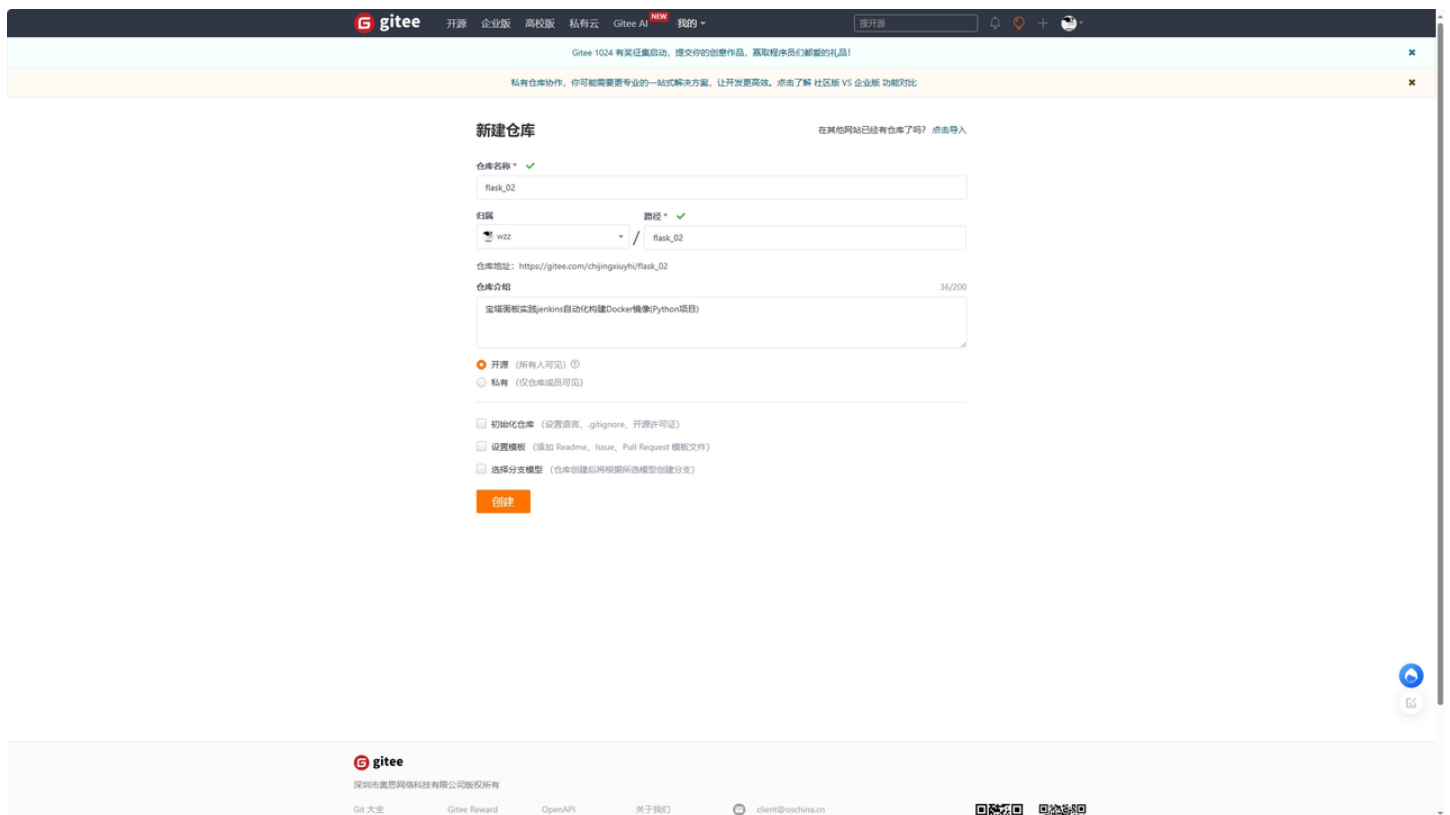 gitee 开源 企业版 高校版 私有云 Gitee AI NEW 我的 搜开源
Gitee 1024 有奖征集启动，提交你的创意作品，赢取程序员们都爱的礼品！
私有仓库协作，你可能需要更专业的一站式解决方案，让开发更高效。点击了解 社区版 VS 企业版 功能对比
新建仓库 在其他网站已经有仓库了吗？ 点击导入
仓库名称 *
flask_02
归属 路径 *
wzz / flask_02
仓库地址：https://gitee.com/chijingxiuyhi/flask_02
仓库介绍 36/200
宝塔面板实践jenkins自动化构建Docker镜像(Python项目)
开源 （所有人可见）
私有 （仅仓库成员可见）
初始化仓库 （设置语言、.gitignore、开源许可证）
设置模板 （添加 Readme、Issue、Pull Request 模板文件）
选择分支模型 （仓库创建后将根据所选模型创建分支）
创建
gitee
深圳市奥思网络科技有限公司版权所有
Git 大全 Gitee Reward OpenAPI 关于我们 client@oschina.cn